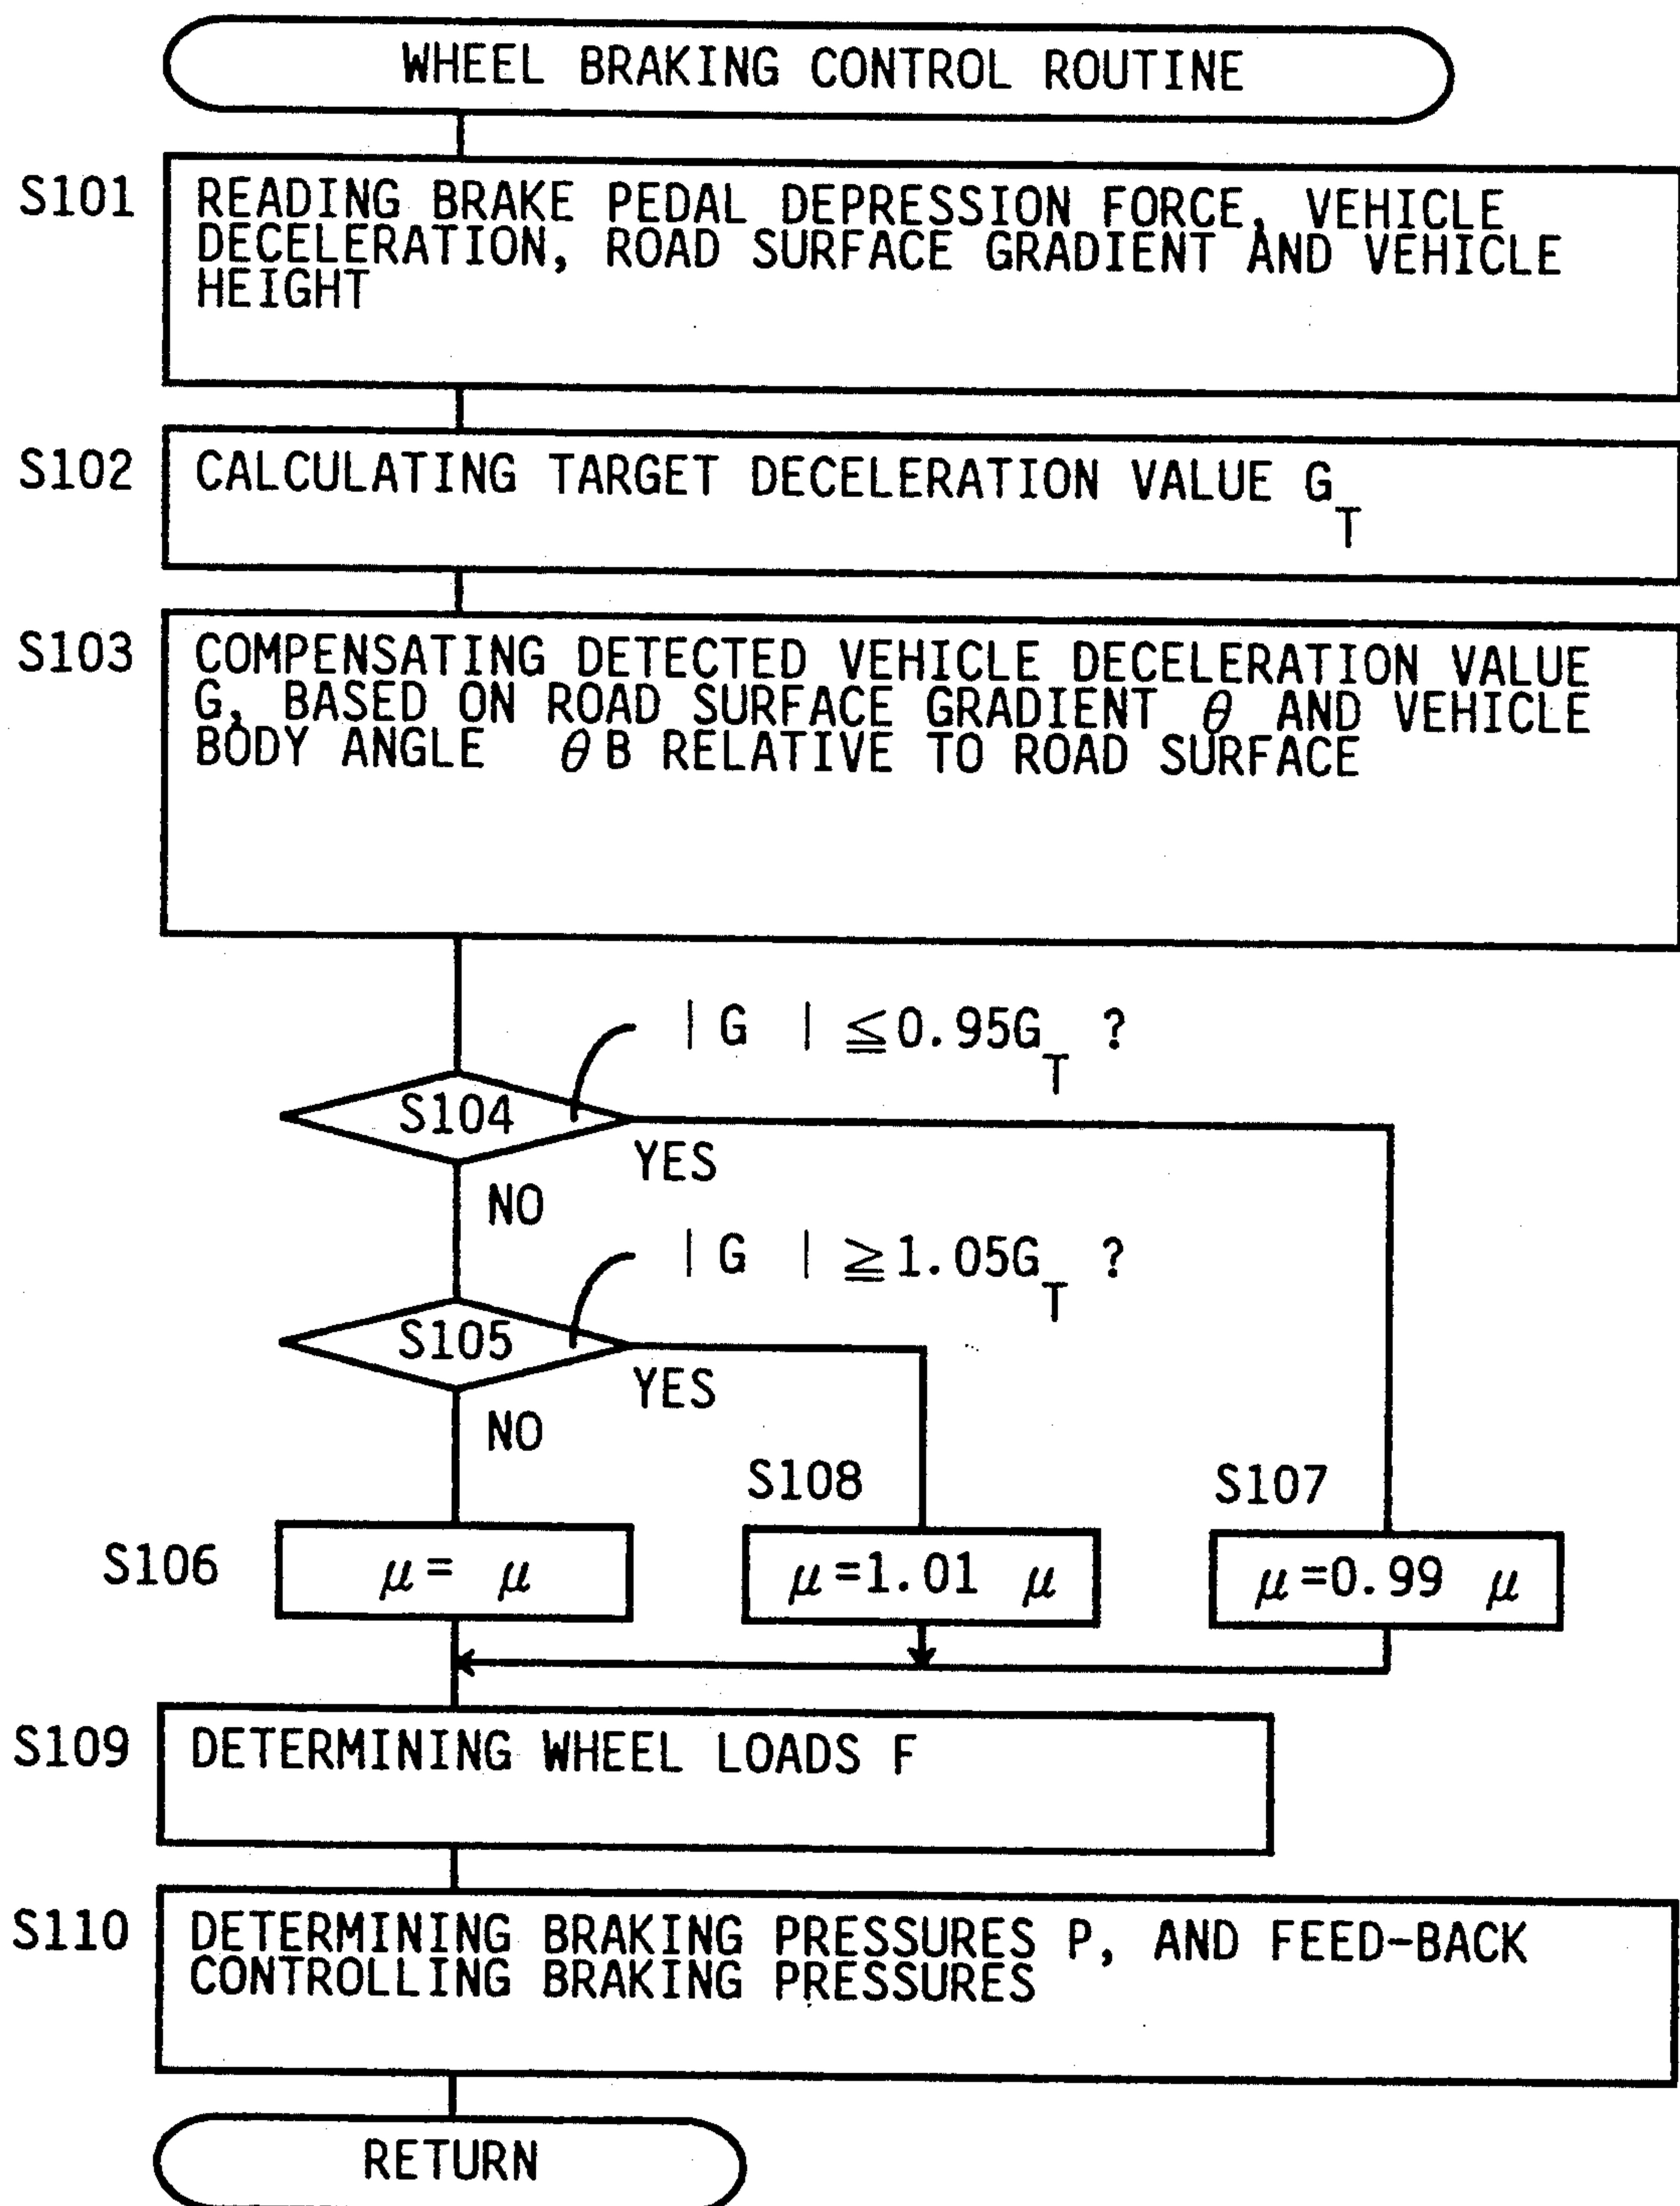 WHEEL BRAKING CONTROL ROUTINE
S101
READING BRAKE PEDAL DEPRESSION FORCE, VEHICLE
DECELERATION, ROAD SURFACE GRADIENT AND VEHICLE
HEIGHT
S102
CALCULATING TARGET DECELERATION VALUE G_T
S103
COMPENSATING DETECTED VEHICLE DECELERATION VALUE
G, BASED ON ROAD SURFACE GRADIENT θ AND VEHICLE
BODY ANGLE θB RELATIVE TO ROAD SURFACE
|G| ≦0.95G_T ?
S104
YES
NO
|G| ≧1.05G_T ?
S105
YES
NO
S108
S107
S106
μ= μ
μ=1.01 μ
μ=0.99 μ
S109
DETERMINING WHEEL LOADS F
S110
DETERMINING BRAKING PRESSURES P, AND FEED-BACK
CONTROLLING BRAKING PRESSURES
RETURN